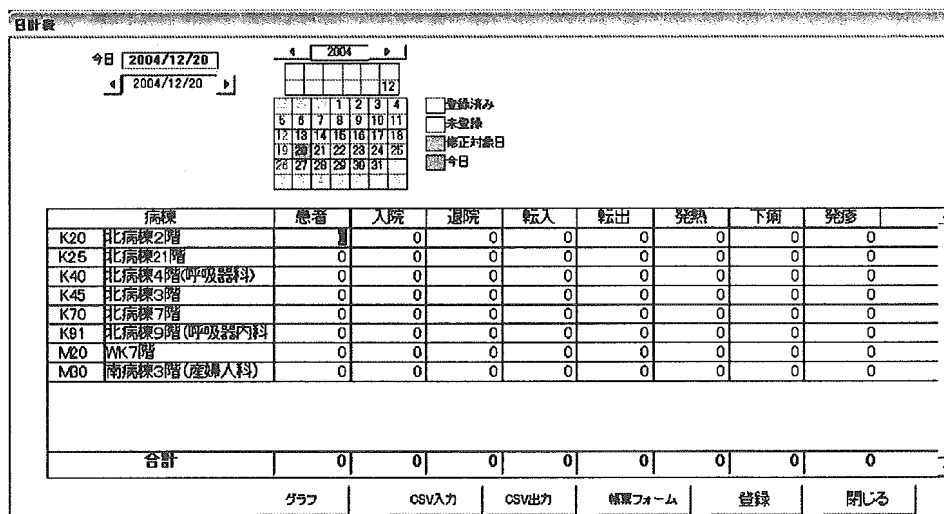 日計表
今日 2004/12/20
2004/12/20
2004
12
1 2 3 4
5 6 7 8 9 10 11
12 13 14 15 16 17 18
19 20 21 22 23 24 25
26 27 28 29 30 31
登録済み
未登録
修正対象日
今日
病棟 患者 入院 退院 転入 転出 発熱 下痢 発疹
K20 北病棟2階 0 0 0 0 0 0 0
K25 北病棟21階 0 0 0 0 0 0 0 0
K40 北病棟4階(呼吸器科) 0 0 0 0 0 0 0 0
K45 北病棟3階 0 0 0 0 0 0 0 0
K70 北病棟7階 0 0 0 0 0 0 0 0
K91 北病棟9階(呼吸器内科 0 0 0 0 0 0 0 0
M20 WK7階 0 0 0 0 0 0 0 0
M30 南病棟3階(産婦人科) 0 0 0 0 0 0 0 0
合計 0 0 0 0 0 0 0 0
グラフ CSV入力 CSV出力 帳票フォーム 登録 閉じる